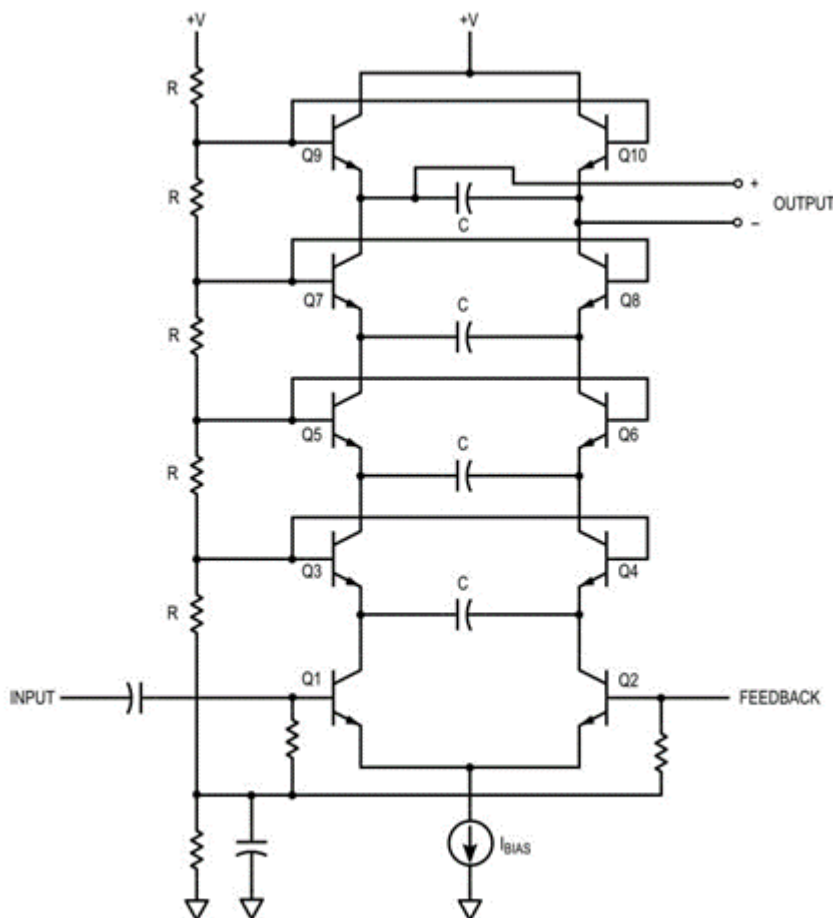 +V +V
R
Q9 Q10
+
R
C
OUTPUT
−
Q7 Q8
R
C
Q5 Q6
C
R
Q3 Q4
C
R
Q1 Q2
INPUT FEEDBACK
IBIAS